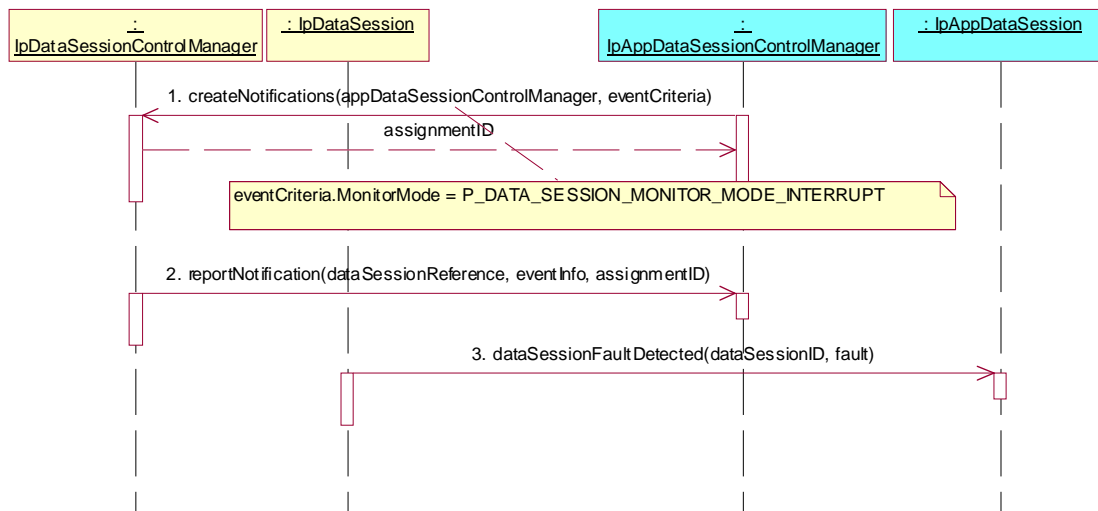 :
IpDataSessionControlManager
: IpDataSession
:
IpAppDataSessionControlManager
: IpAppDataSession
1. createNotifications(appDataSessionControlManager, eventCriteria)
assignmentID
eventCriteria.MonitorMode = P_DATA_SESSION_MONITOR_MODE_INTERRUPT
2. reportNotification(dataSessionReference, eventInfo, assignmentID)
3. dataSessionFaultDetected(dataSessionID, fault)